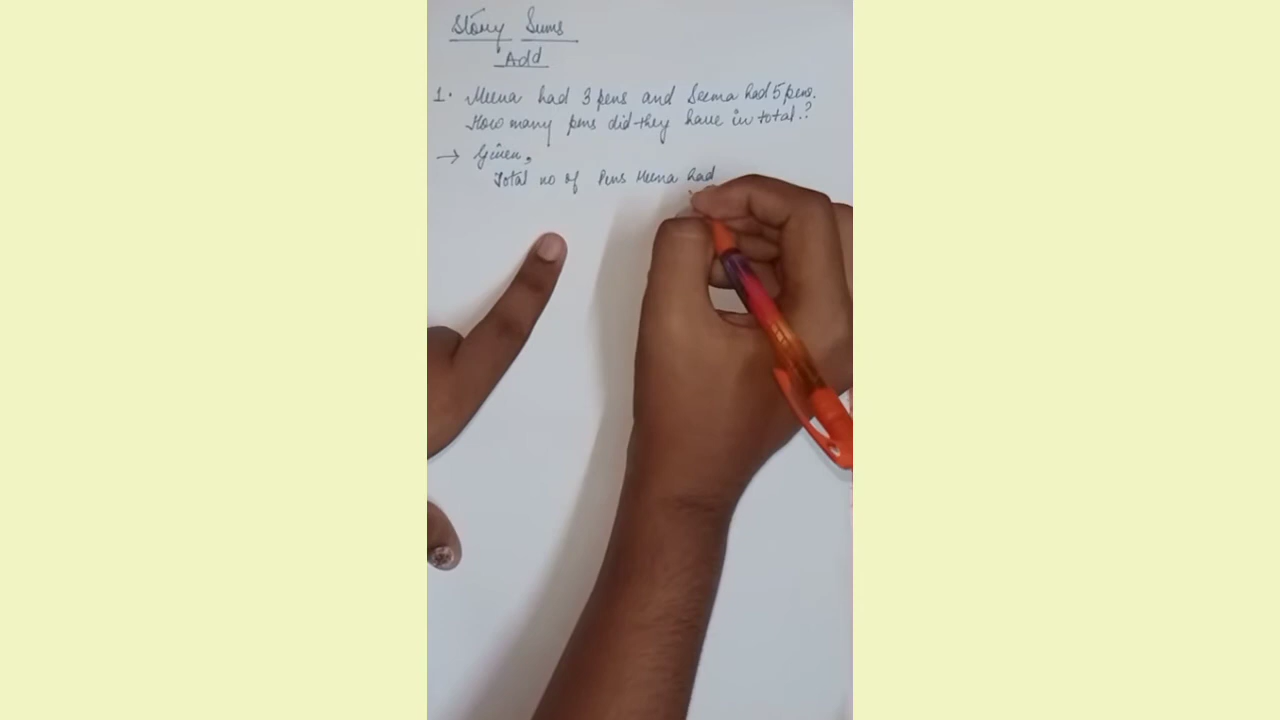 Story Sums
Add
1. Meena had 3 pens and Seema had 5 pens.
How many pens did they have in total.?
→ Given,
Total no of Pens Meena had